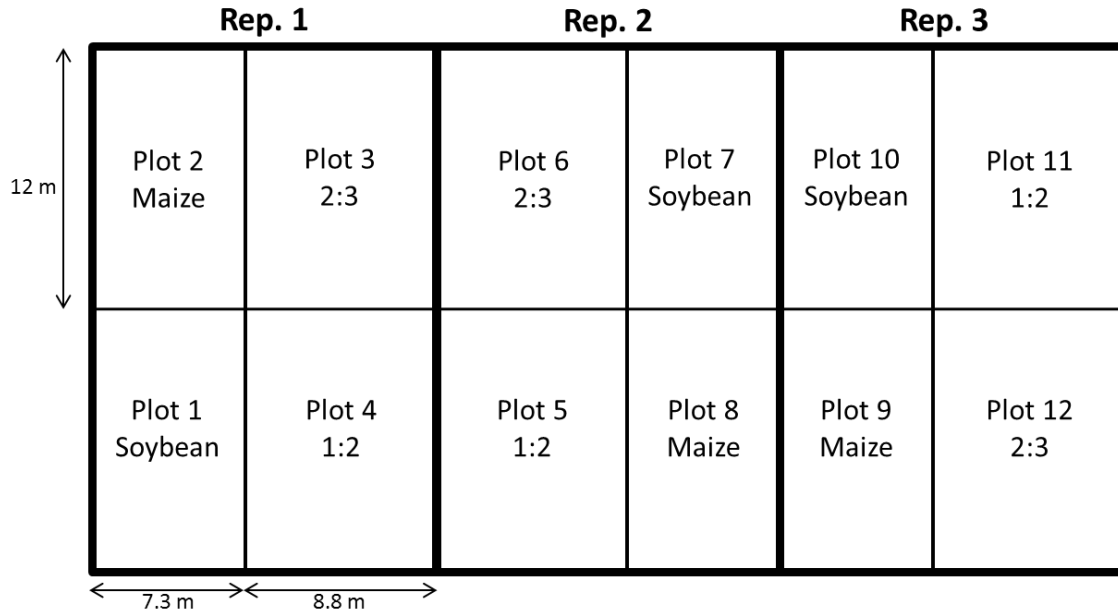 Rep. 1
Rep. 2
Rep. 3
12 m
Plot 2
Maize
Plot 3
2:3
Plot 6
2:3
Plot 7
Soybean
Plot 10
Soybean
Plot 11
1:2
Plot 1
Soybean
Plot 4
1:2
Plot 5
1:2
Plot 8
Maize
Plot 9
Maize
Plot 12
2:3
7.3 m
8.8 m